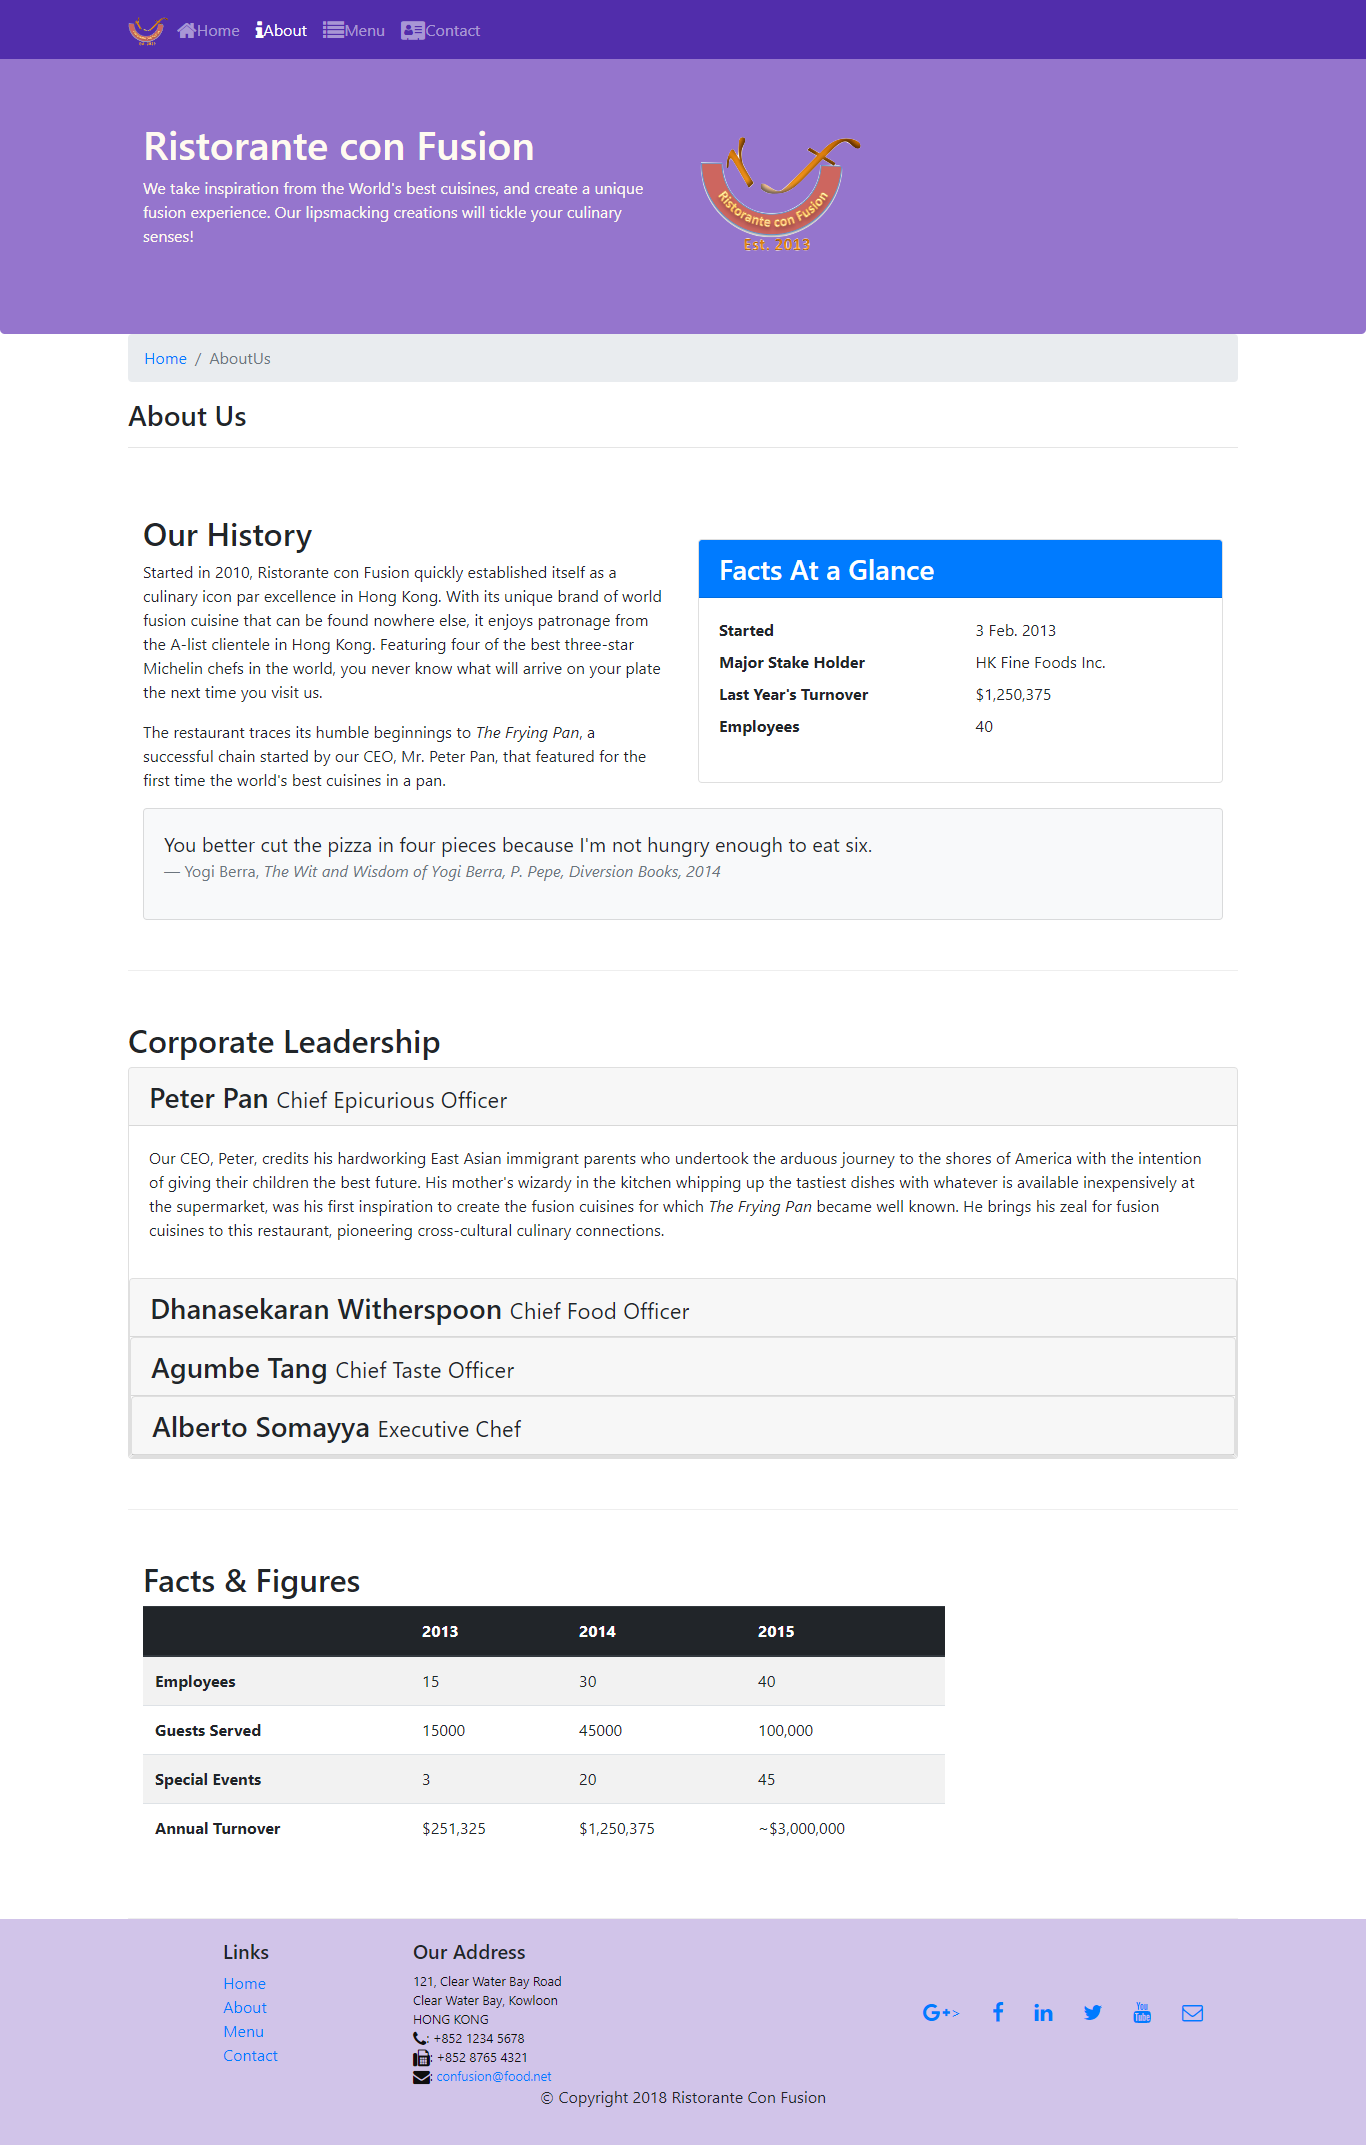 Home About Menu Contact
Ristorante con Fusion
We take inspiration from the World's best cuisines, and create a unique
fusion experience. Our lipsmacking creations will tickle your culinary
senses!
Ristorante con Fusion
Est. 2013
Home / AboutUs
About Us
Our History
Started in 2010, Ristorante con Fusion quickly established itself as a
culinary icon par excellence in Hong Kong. With its unique brand of world
fusion cuisine that can be found nowhere else, it enjoys patronage from
the A-list clientele in Hong Kong. Featuring four of the best three-star
Michelin chefs in the world, you never know what will arrive on your plate
the next time you visit us.
The restaurant traces its humble beginnings to The Frying Pan, a
successful chain started by our CEO, Mr. Peter Pan, that featured for the
first time the world's best cuisines in a pan.
Facts At a Glance
Started 3 Feb. 2013
Major Stake Holder HK Fine Foods Inc.
Last Year's Turnover $1,250,375
Employees 40
You better cut the pizza in four pieces because I'm not hungry enough to eat six.
— Yogi Berra, The Wit and Wisdom of Yogi Berra, P. Pepe, Diversion Books, 2014
Corporate Leadership
Peter Pan Chief Epicurious Officer
Our CEO, Peter, credits his hardworking East Asian immigrant parents who undertook the arduous journey to the shores of America with the intention
of giving their children the best future. His mother's wizardy in the kitchen whipping up the tastiest dishes with whatever is available inexpensively at
the supermarket, was his first inspiration to create the fusion cuisines for which The Frying Pan became well known. He brings his zeal for fusion
cuisines to this restaurant, pioneering cross-cultural culinary connections.
Dhanasekaran Witherspoon Chief Food Officer
Agumbe Tang Chief Taste Officer
Alberto Somayya Executive Chef
Facts & Figures
2013 2014 2015
Employees 15 30 40
Guests Served 15000 45000 100,000
Special Events 3 20 45
Annual Turnover $251,325 $1,250,375 ~$3,000,000
Links
Home
About
Menu
Contact
Our Address
121, Clear Water Bay Road
Clear Water Bay, Kowloon
HONG KONG
: +852 1234 5678
: +852 8765 4321
: confusion@food.net
G+> f in You Tube
© Copyright 2018 Ristorante Con Fusion